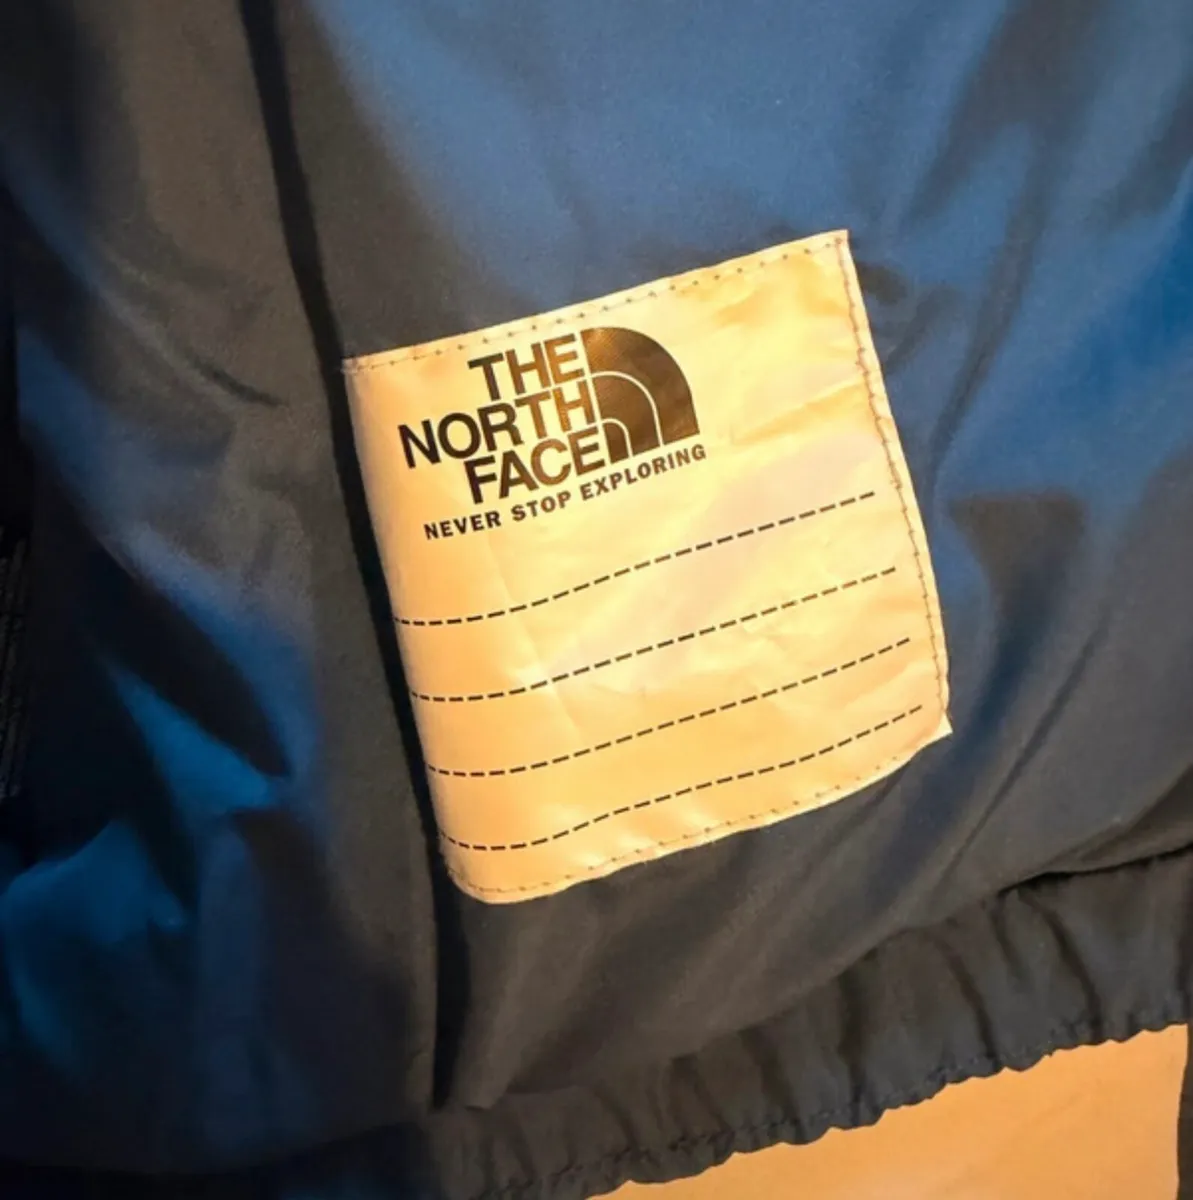 THE
NORTH
FACE
NEVER STOP EXPLORING